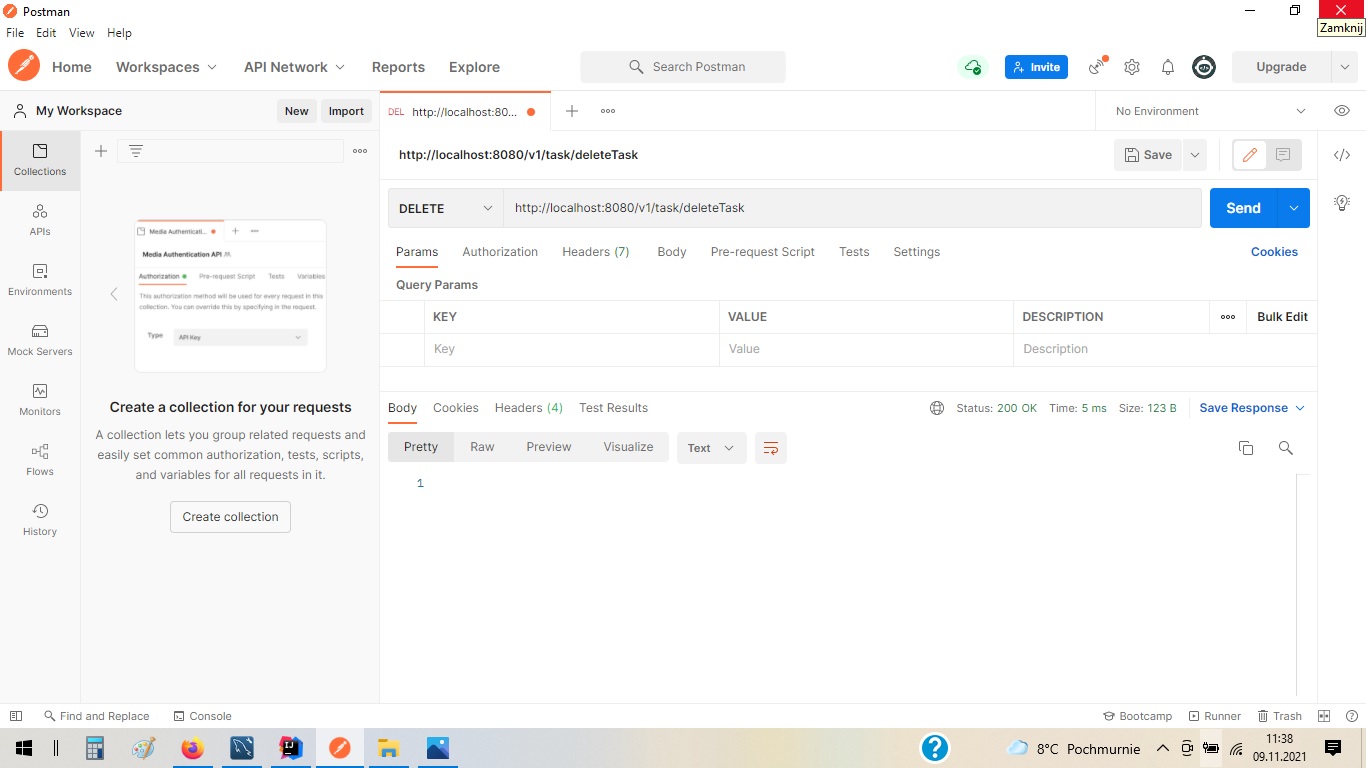 Postman
Zamknij
File Edit View Help
Home Workspaces API Network Reports Explore Search Postman Invite Upgrade
My Workspace New Import DEL http://localhost:80... No Environment
http://localhost:8080/v1/task/deleteTask Save
DELETE http://localhost:8080/v1/task/deleteTask Send
Params Authorization Headers (7) Body Pre-request Script Tests Settings Cookies
Query Params
KEY VALUE DESCRIPTION Bulk Edit
Key Value Description
Body Cookies Headers (4) Test Results Status: 200 OK Time: 5 ms Size: 123 B Save Response
Pretty Raw Preview Visualize Text
1
Collections
APIs
Environments
Mock Servers
Monitors
Flows
History
Media Authenticati...
Media Authentication API
Authorization Pre-request Script Tests Variables
This authorization method will be used for every request in this
collection. You can override this by specifying in the request.
Type API Key
Create a collection for your requests
A collection lets you group related requests and
easily set common authorization, tests, scripts,
and variables for all requests in it.
Create collection
Find and Replace Console Bootcamp Runner Trash
8°C Pochmurnie 11:38
09.11.2021